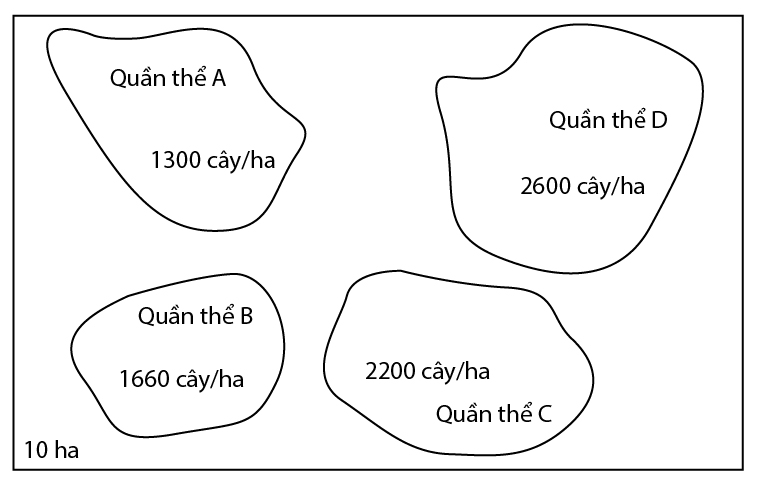 Quần thể A
1300 cây/ha
Quần thể D
2600 cây/ha
Quần thể B
1660 cây/ha
2200 cây/ha
Quần thể C
10 ha